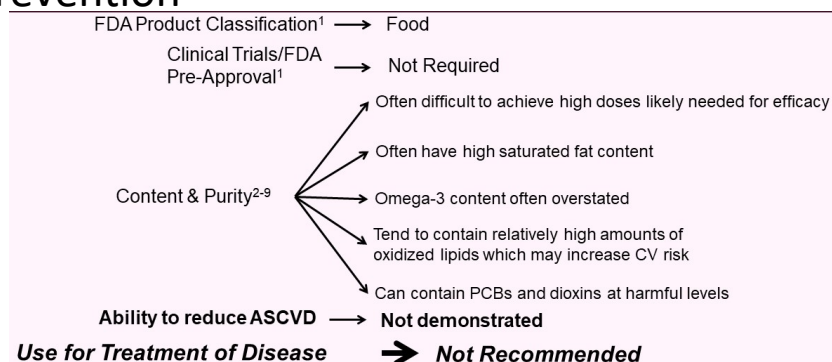 revention
FDA Product Classification¹ → Food
Clinical Trials/FDA
Pre-Approval¹ → Not Required
Often difficult to achieve high doses likely needed for efficacy
Often have high saturated fat content
Content & Purity²⁻⁹
Omega-3 content often overstated
Tend to contain relatively high amounts of
oxidized lipids which may increase CV risk
Can contain PCBs and dioxins at harmful levels
Ability to reduce ASCVD → Not demonstrated
Use for Treatment of Disease → Not Recommended